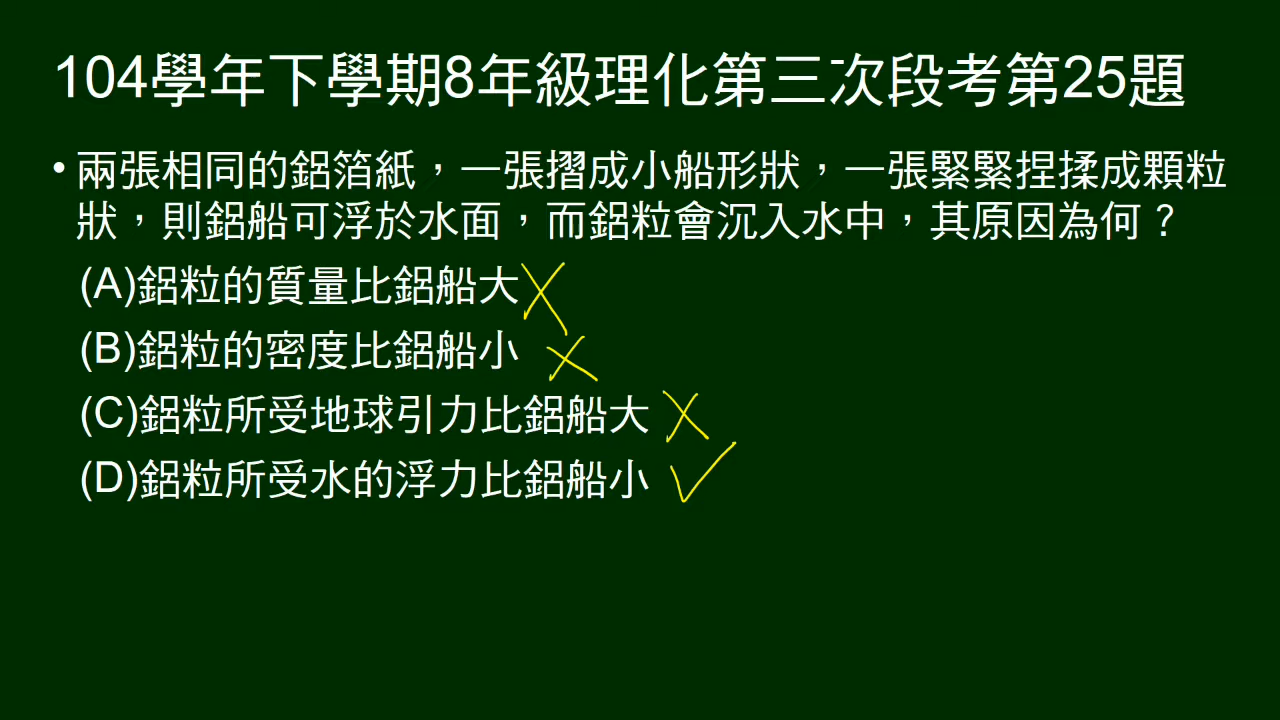 104學年下學期8年級理化第三次段考第25題
• 兩張相同的鋁箔紙，一張摺成小船形狀，一張緊緊捏揉成顆粒
狀，則鋁船可浮於水面，而鋁粒會沉入水中，其原因為何？
(A)鋁粒的質量比鋁船大
(B)鋁粒的密度比鋁船小
(C)鋁粒所受地球引力比鋁船大
(D)鋁粒所受水的浮力比鋁船小